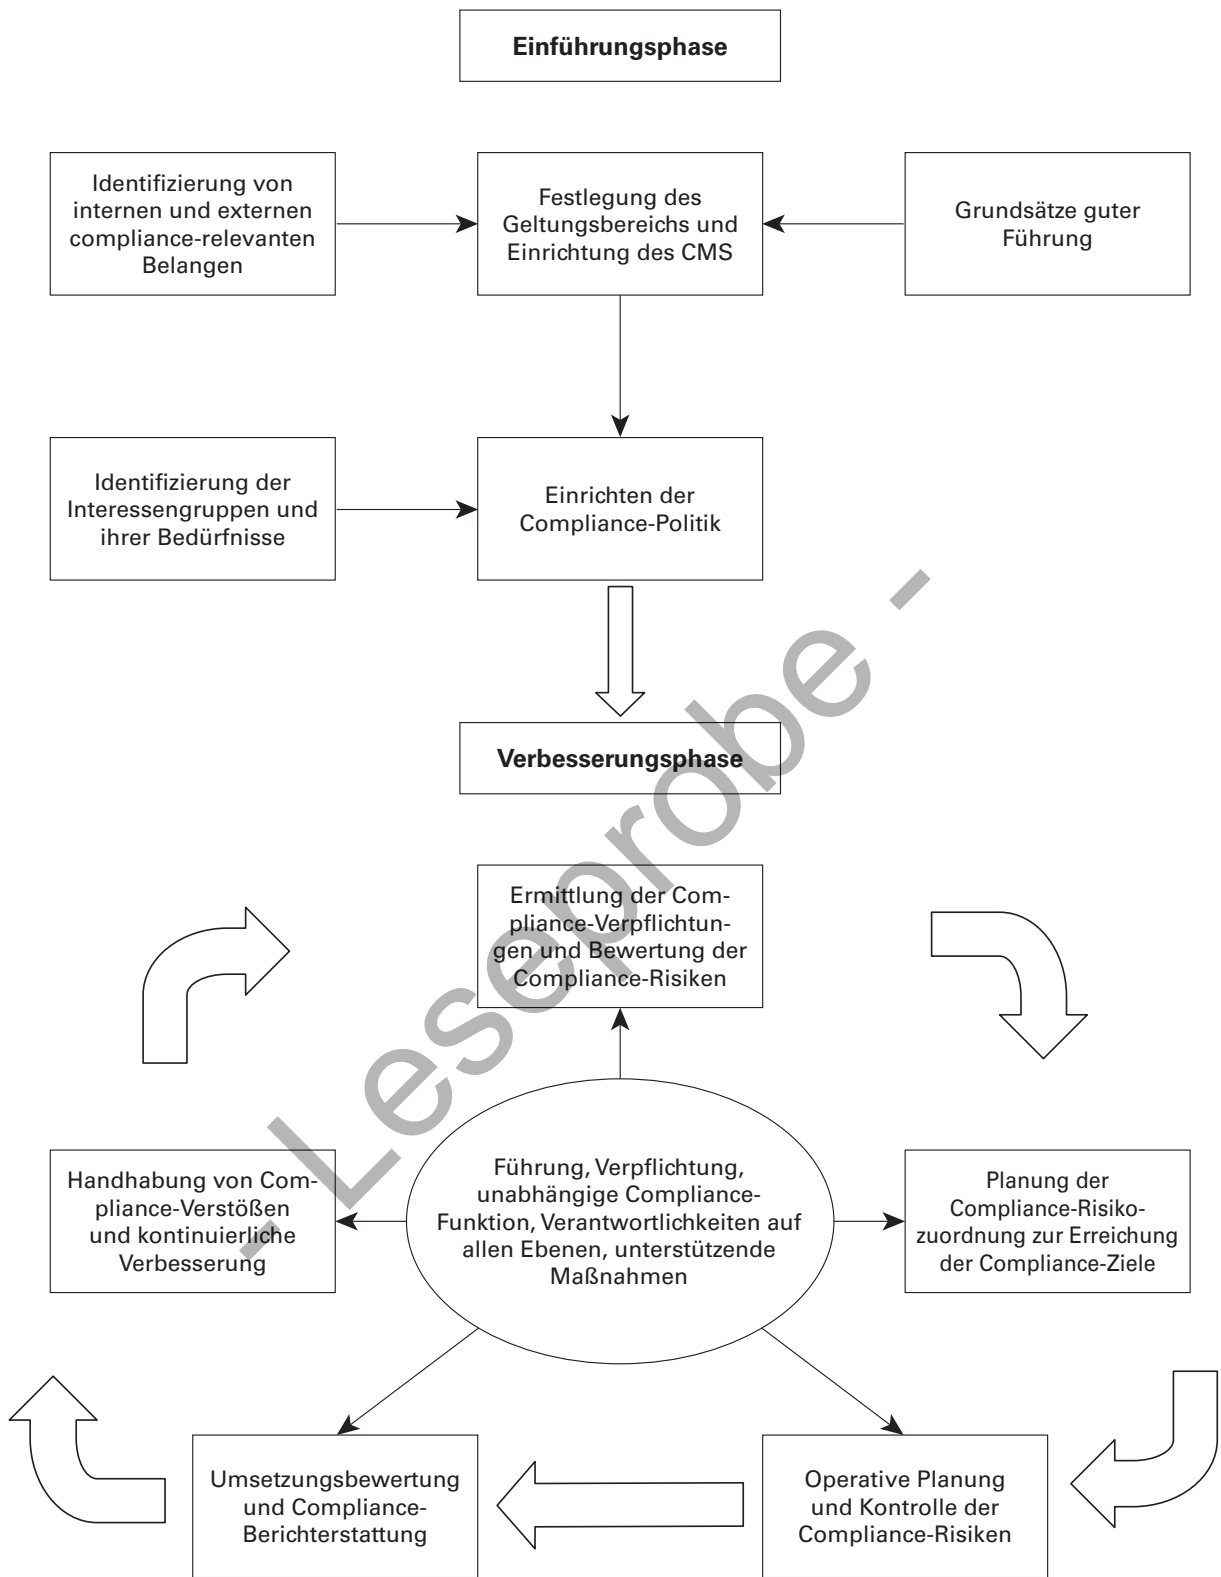 Einführungsphase
Identifizierung von
internen und externen
compliance-relevanten
Belangen
Festlegung des
Geltungsbereichs und
Einrichtung des CMS
Grundsätze guter
Führung
Identifizierung der
Interessengruppen und
ihrer Bedürfnisse
Einrichten der
Compliance-Politik
Verbesserungsphase
Ermittlung der Com-
pliance-Verpflichtun-
gen und Bewertung der
Compliance-Risiken
Handhabung von Com-
pliance-Verstößen
und kontinuierliche
Verbesserung
Führung, Verpflichtung,
unabhängige Compliance-
Funktion, Verantwortlichkeiten auf
allen Ebenen, unterstützende
Maßnahmen
Planung der
Compliance-Risiko-
zuordnung zur Erreichung
der Compliance-Ziele
Umsetzungsbewertung
und Compliance-
Berichterstattung
Operative Planung
und Kontrolle der
Compliance-Risiken
- Leseprobe -